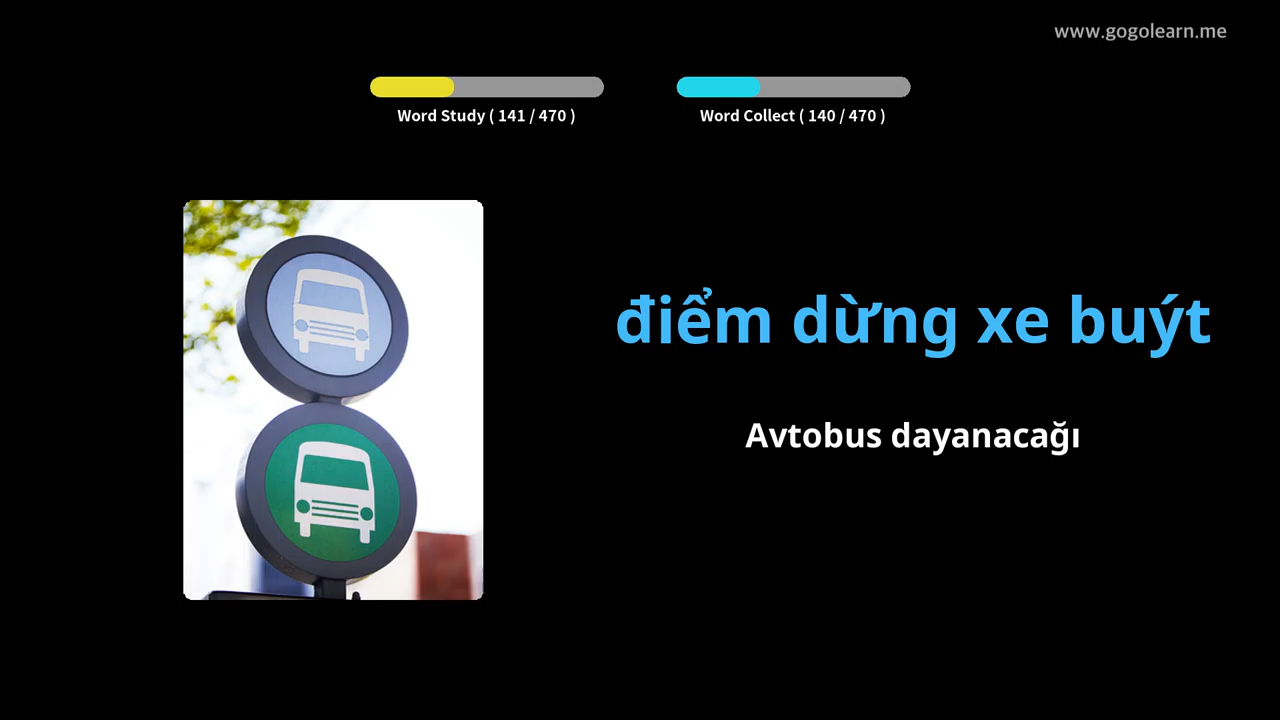 www.gogolearn.me
Word Study ( 141 / 470 )
Word Collect ( 140 / 470 )
điểm dừng xe buýt
Avtobus dayanacağı